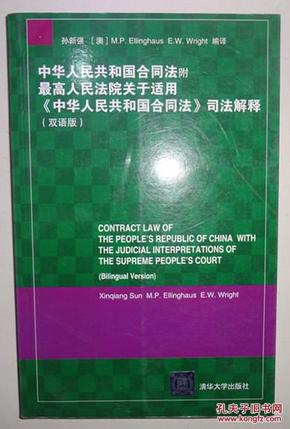 孙新强 [澳] M.P. Ellinghaus E.W. Wright 编译
中华人民共和国合同法附
最高人民法院关于适用
《中华人民共和国合同法》司法解释
(双语版)
CONTRACT LAW OF
THE PEOPLE'S REPUBLIC OF CHINA WITH
THE JUDICIAL INTERPRETATIONS OF
THE SUPREME PEOPLE'S COURT
(Bilingual Version)
Xinqiang Sun M.P. Ellinghaus E.W. Wright
清华大学出版社